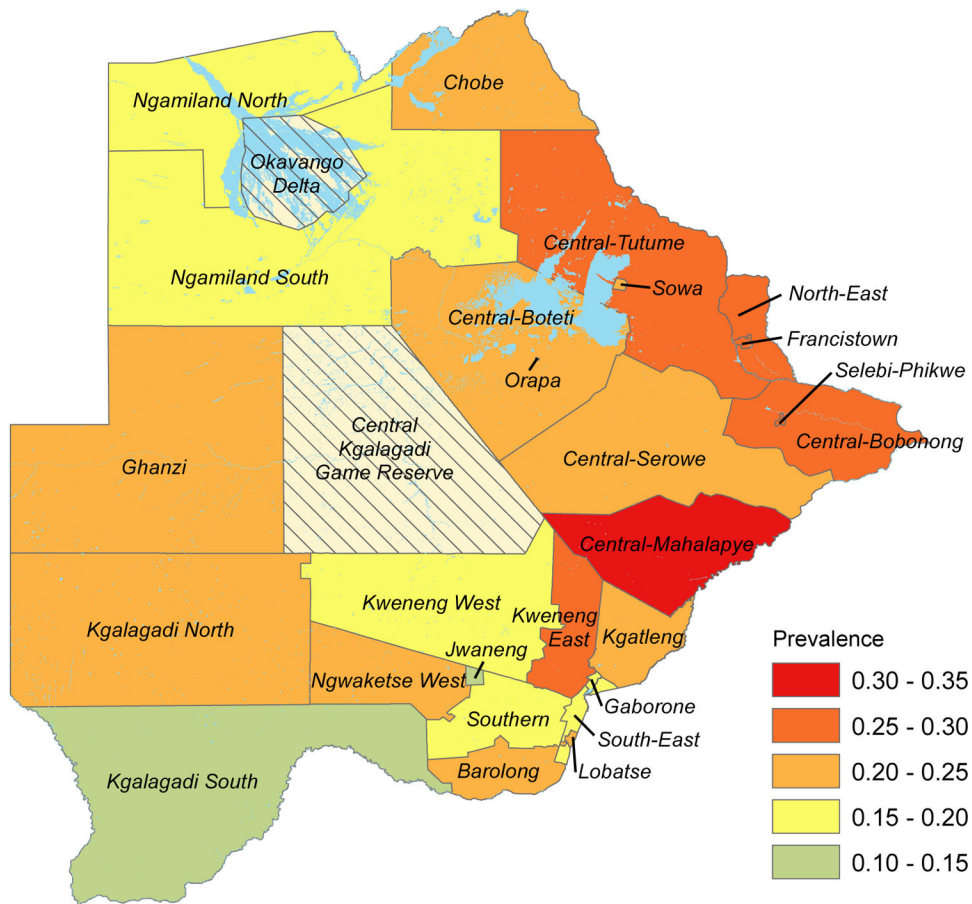 Chobe
Ngamiland North
Okavango
Delta
Central-Tutume
Ngamiland South
Sowa
North-East
Central-Boteti
Francistown
Selebi-Phikwe
Orapa
Central
Kgalagadi
Game Reserve
Ghanzi
Central-Serowe
Central-Bobonong
Central-Mahalapye
Kweneng West
Kweneng
East
Kgatleng
Kgalagadi North
Jwaneng
Ngwaketse West
Gaborone
Southern
South-East
Barolong
Lobatse
Kgalagadi South
Prevalence
0.30 - 0.35
0.25 - 0.30
0.20 - 0.25
0.15 - 0.20
0.10 - 0.15